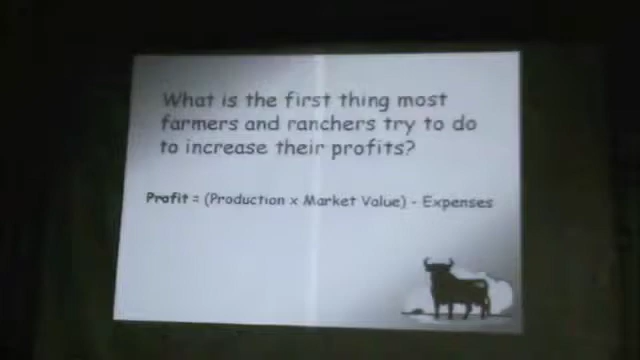 What is the first thing most
farmers and ranchers try to do
to increase their profits?
Profit = (Production x Market Value) - Expenses